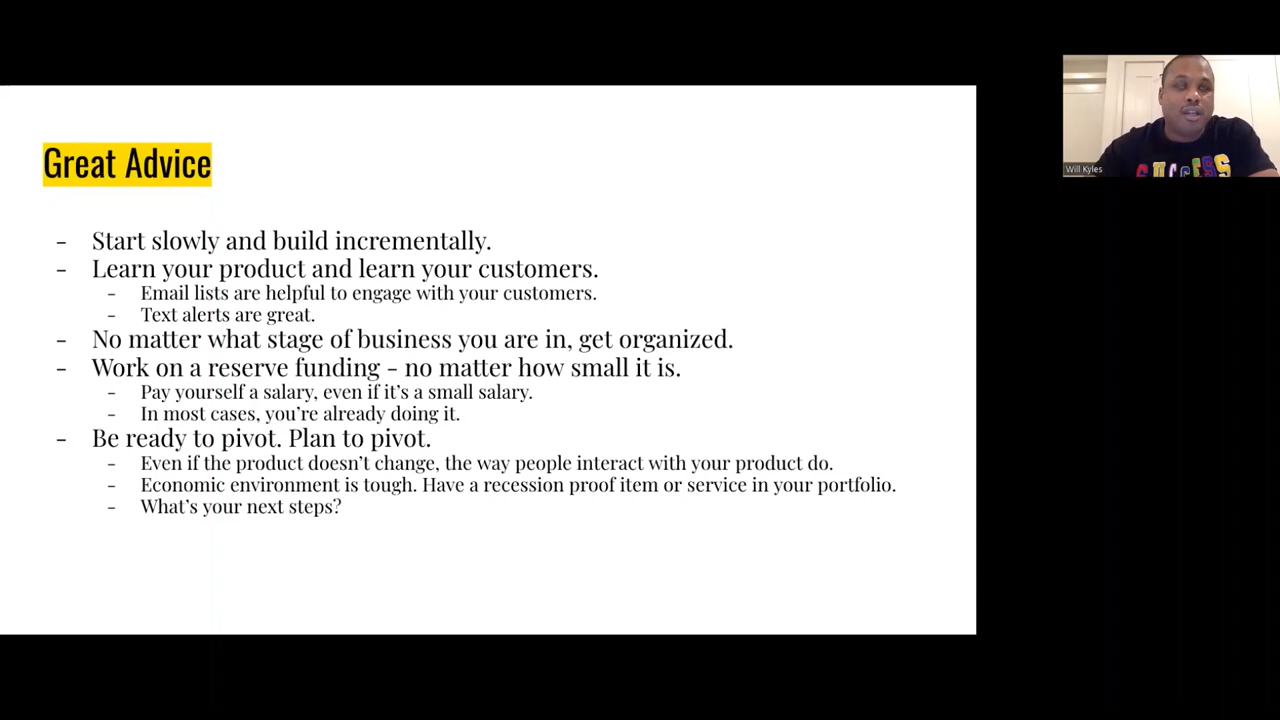 Great Advice
- Start slowly and build incrementally.
- Learn your product and learn your customers.
- Email lists are helpful to engage with your customers.
- Text alerts are great.
- No matter what stage of business you are in, get organized.
- Work on a reserve funding - no matter how small it is.
- Pay yourself a salary, even if it's a small salary.
- In most cases, you're already doing it.
- Be ready to pivot. Plan to pivot.
- Even if the product doesn't change, the way people interact with your product do.
- Economic environment is tough. Have a recession proof item or service in your portfolio.
- What's your next steps?
SUCCESS
Will Kyles